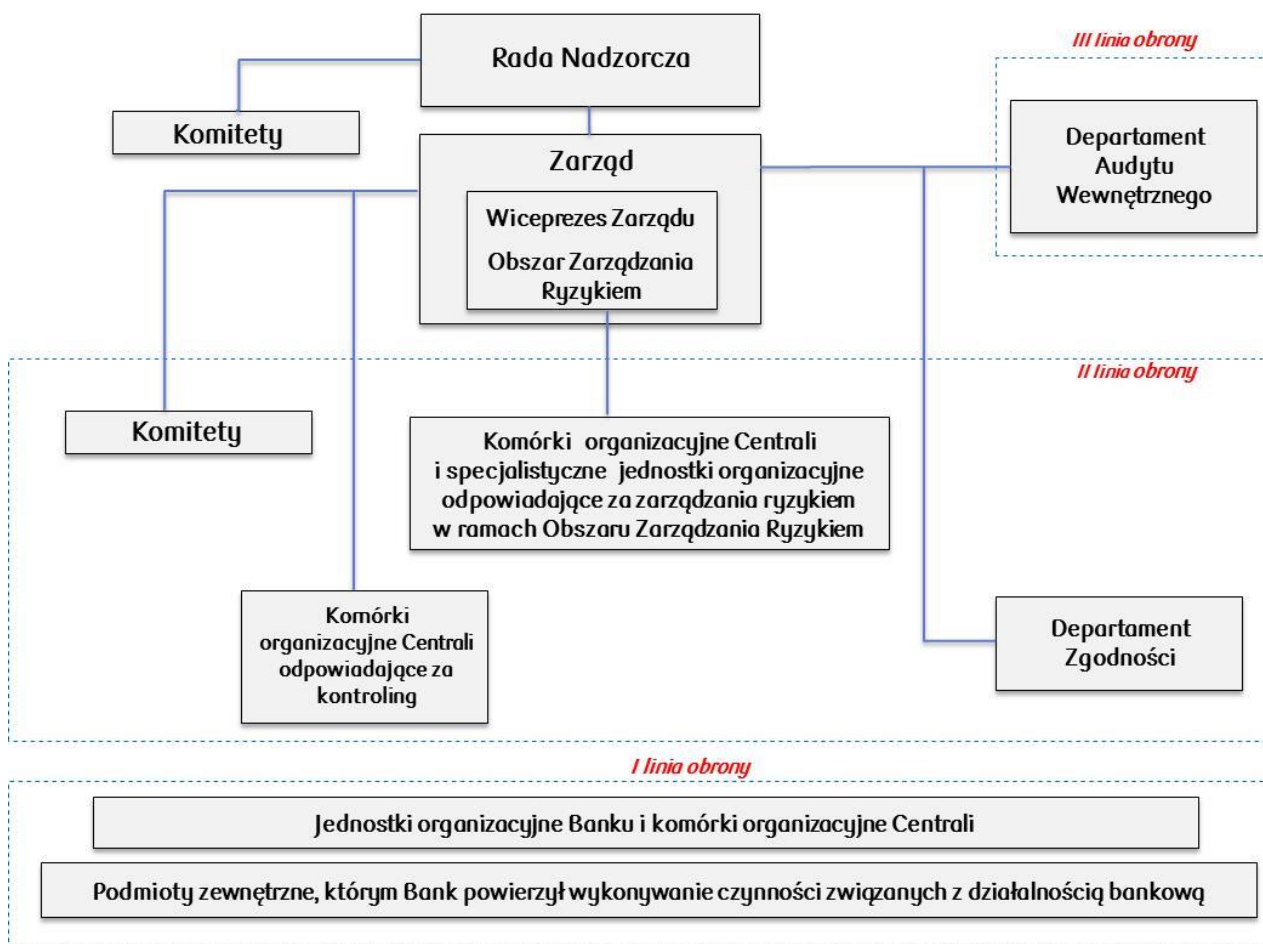 Rada Nadzorcza
III linia obrony
Komitety
Departament
Audytu
Wewnętrznego
Zarząd
Wiceprezes Zarządu
Obszar Zarządzania
Ryzykiem
II linia obrony
Komitety
Komórki organizacyjne Centrali
i specjalistyczne jednostki organizacyjne
odpowiadające za zarządzania ryzykiem
w ramach Obszaru Zarządzania Ryzykiem
Komórki
organizacyjne Centrali
odpowiadające za
kontroling
Departament
Zgodności
I linia obrony
Jednostki organizacyjne Banku i komórki organizacyjne Centrali
Podmioty zewnętrzne, którym Bank powierzył wykonywanie czynności związanych z działalnością bankową